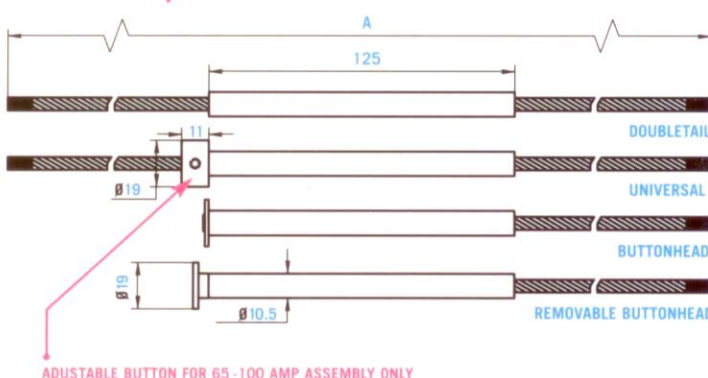 A
125
DOUBLETAIL
11
Ø19
UNIVERSAL
BUTTONHEAD
Ø19
Ø10.5
REMOVABLE BUTTONHEAD
ADUSTABLE BUTTON FOR 65-100 AMP ASSEMBLY ONLY